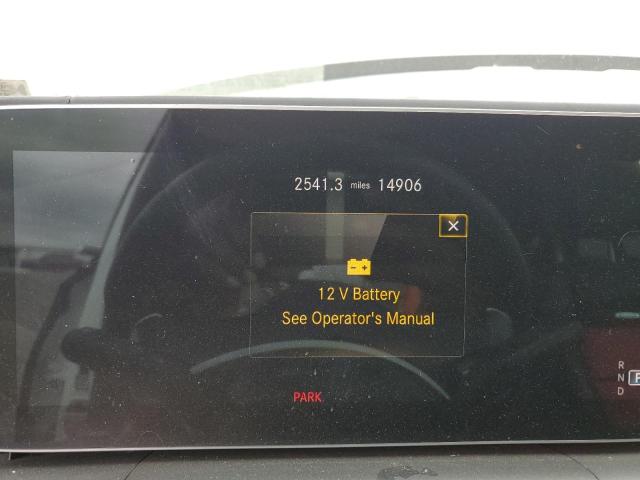 2541.3 miles 14906
12 V Battery
See Operator's Manual
PARK
R
N P
D